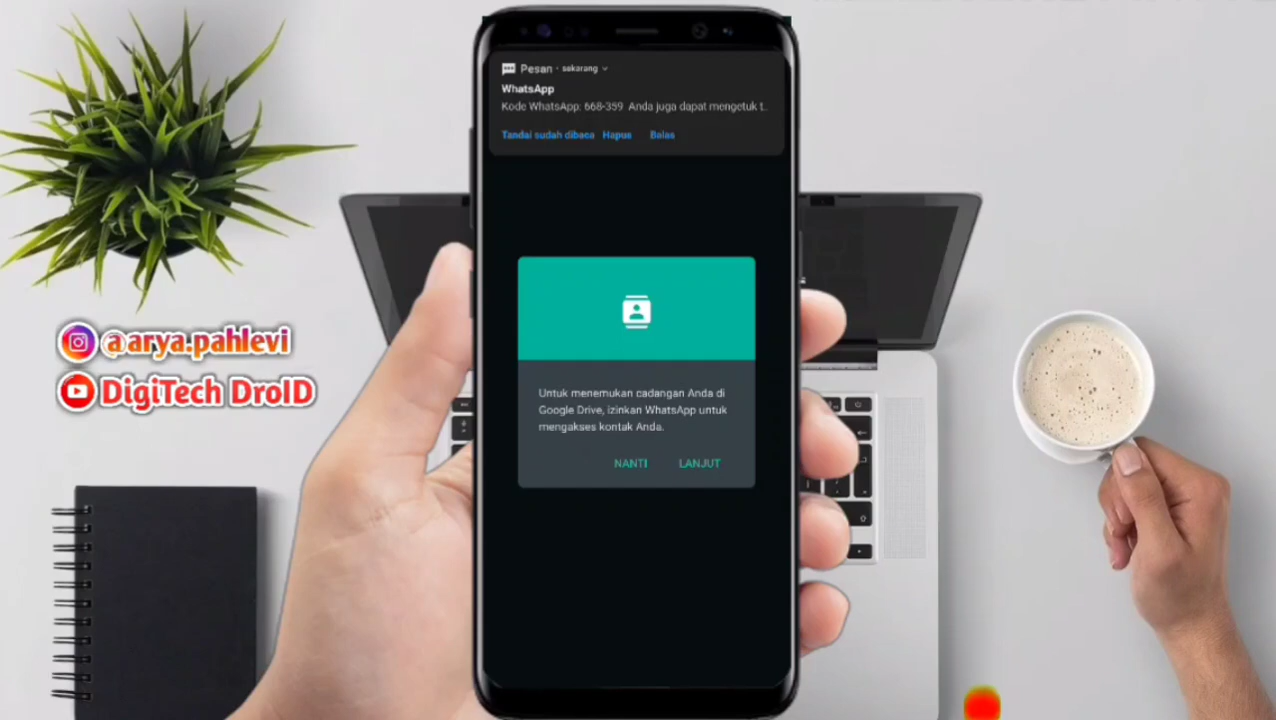 Pesan · sekarang
WhatsApp
Kode WhatsApp: 668-359 Anda juga dapat mengetuk t..
Tandai sudah dibaca Hapus Balas
@arya.pahlevi
DigiTech DroID
Untuk menemukan cadangan Anda di
Google Drive, izinkan WhatsApp untuk
mengakses kontak Anda.
NANTI LANJUT